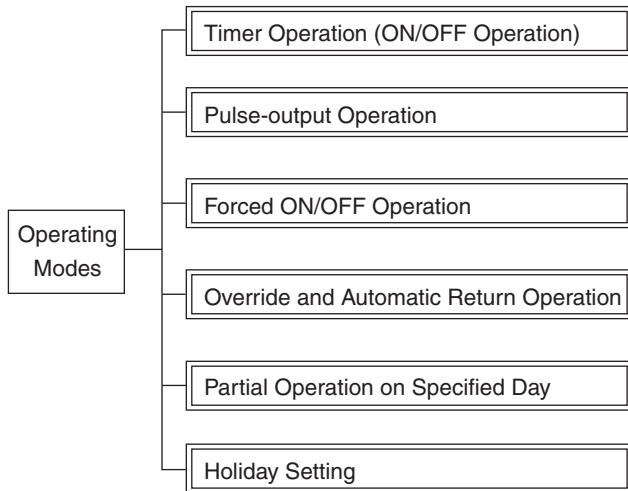 Timer Operation (ON/OFF Operation)
Pulse-output Operation
Forced ON/OFF Operation
Operating
Modes
Override and Automatic Return Operation
Partial Operation on Specified Day
Holiday Setting